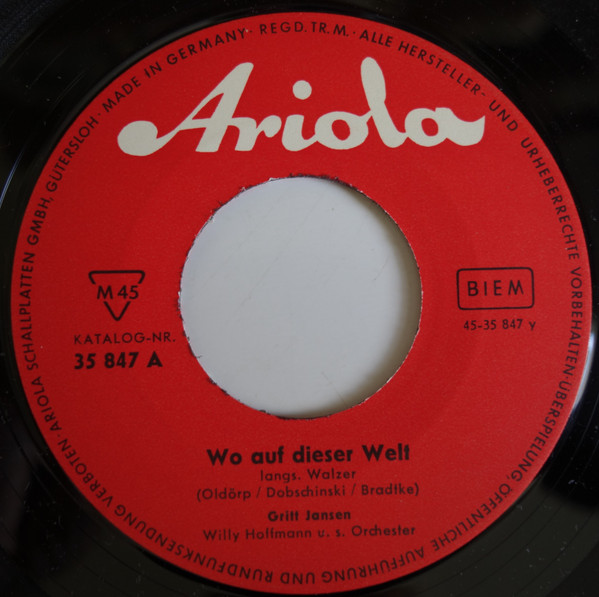 ARIOLA SCHALLPLATTEN GMBH, GÜTERSLOH · MADE IN GERMANY · REGD. TR. M. · ALLE HERSTELLER- UND URHEBERRECHTE VORBEHALTEN · ÜBERSPIELUNG, ÖFFENTLICHE AUFFÜHRUNG UND RUNDFUNKSENDUNG VERBOTEN
Ariola
M 45
BIEM
KATALOG-NR.
35 847 A
45-35 847 y
Wo auf dieser Welt
langs. Walzer
(Oldörp / Dobschinski / Bradtke)
Gritt Jansen
Willy Hoffmann u. s. Orchester